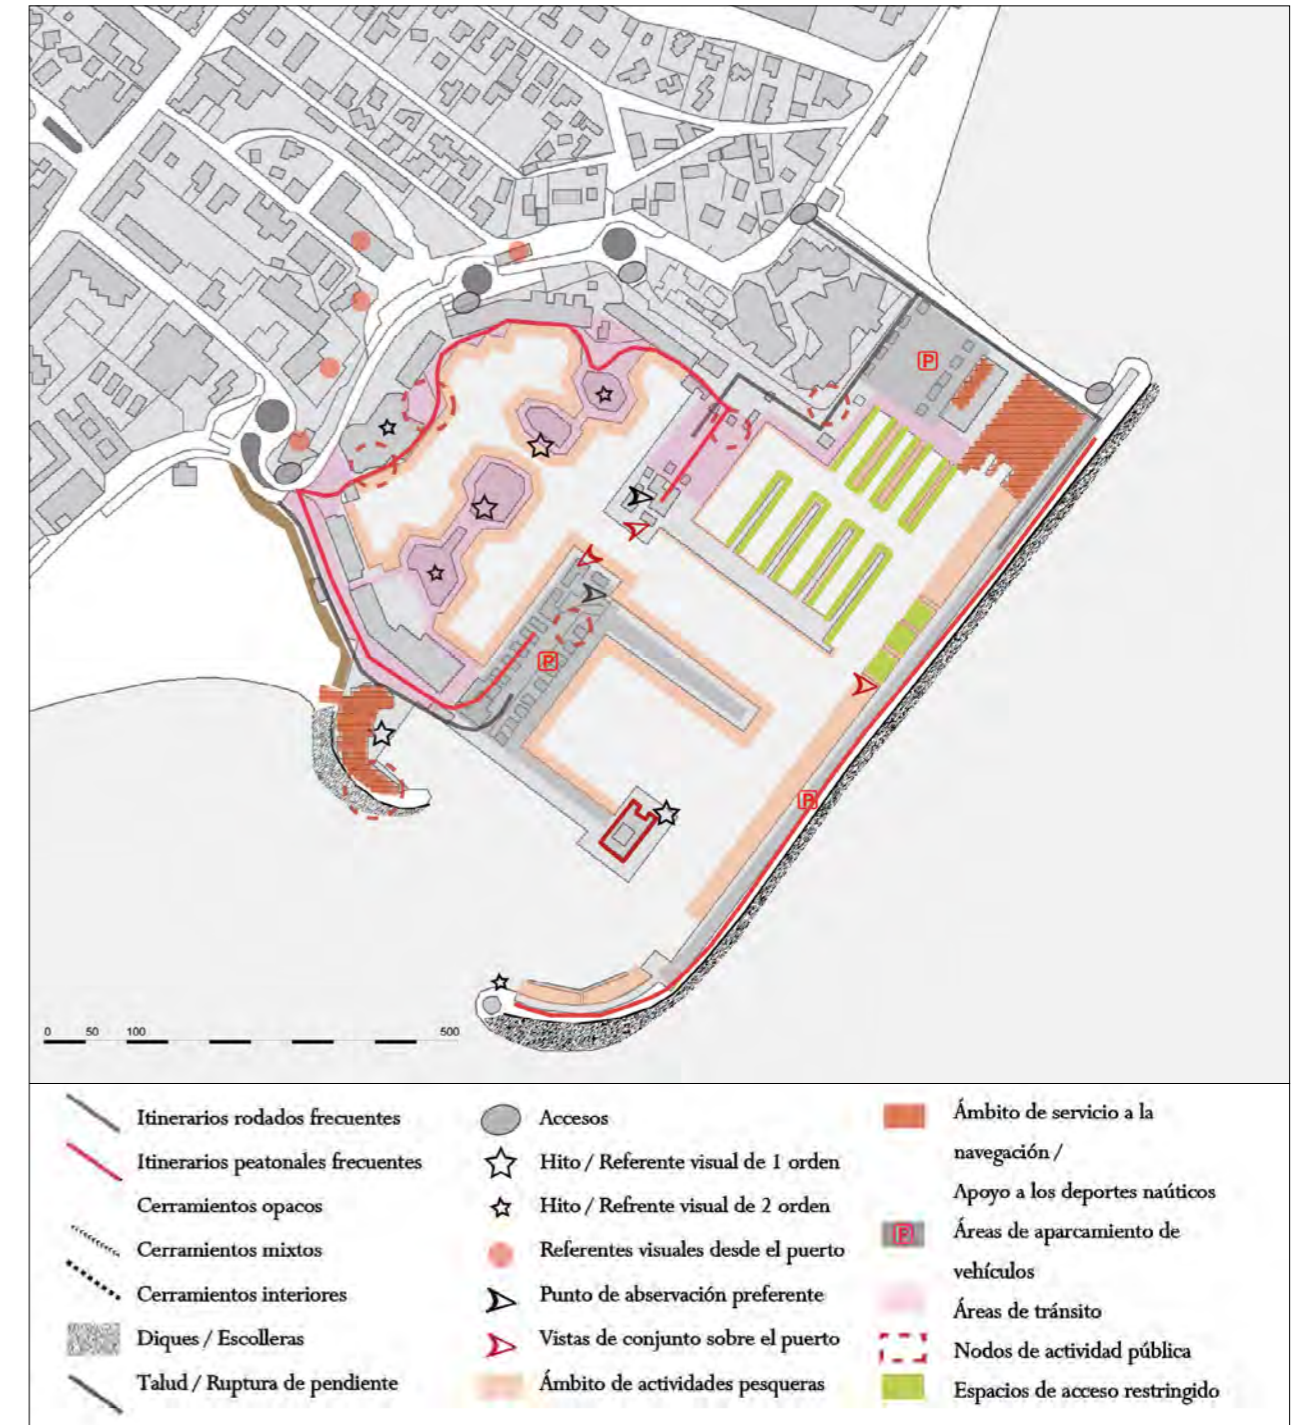 P
P
P
0 50 100 500
Itinerarios rodados frecuentes
Itinerarios peatonales frecuentes
Cerramientos opacos
Cerramientos mixtos
Cerramientos interiores
Diques / Escolleras
Talud / Ruptura de pendiente
Accesos
Hito / Referente visual de 1 orden
Hito / Refrente visual de 2 orden
Referentes visuales desde el puerto
Punto de abservación preferente
Vistas de conjunto sobre el puerto
Ámbito de actividades pesqueras
Ámbito de servicio a la
navegación /
Apoyo a los deportes naúticos
P
Áreas de aparcamiento de
vehículos
Áreas de tránsito
Nodos de actividad pública
Espacios de acceso restringido